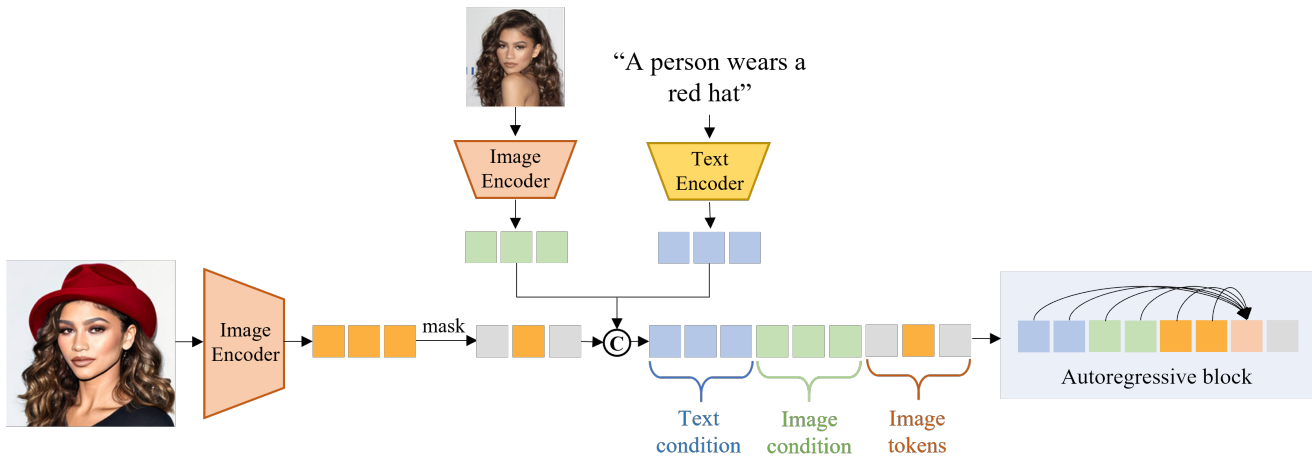 “A person wears a
red hat”
Image
Encoder
Text
Encoder
Image
Encoder
mask
C
Text
condition
Image
condition
Image
tokens
Autoregressive block